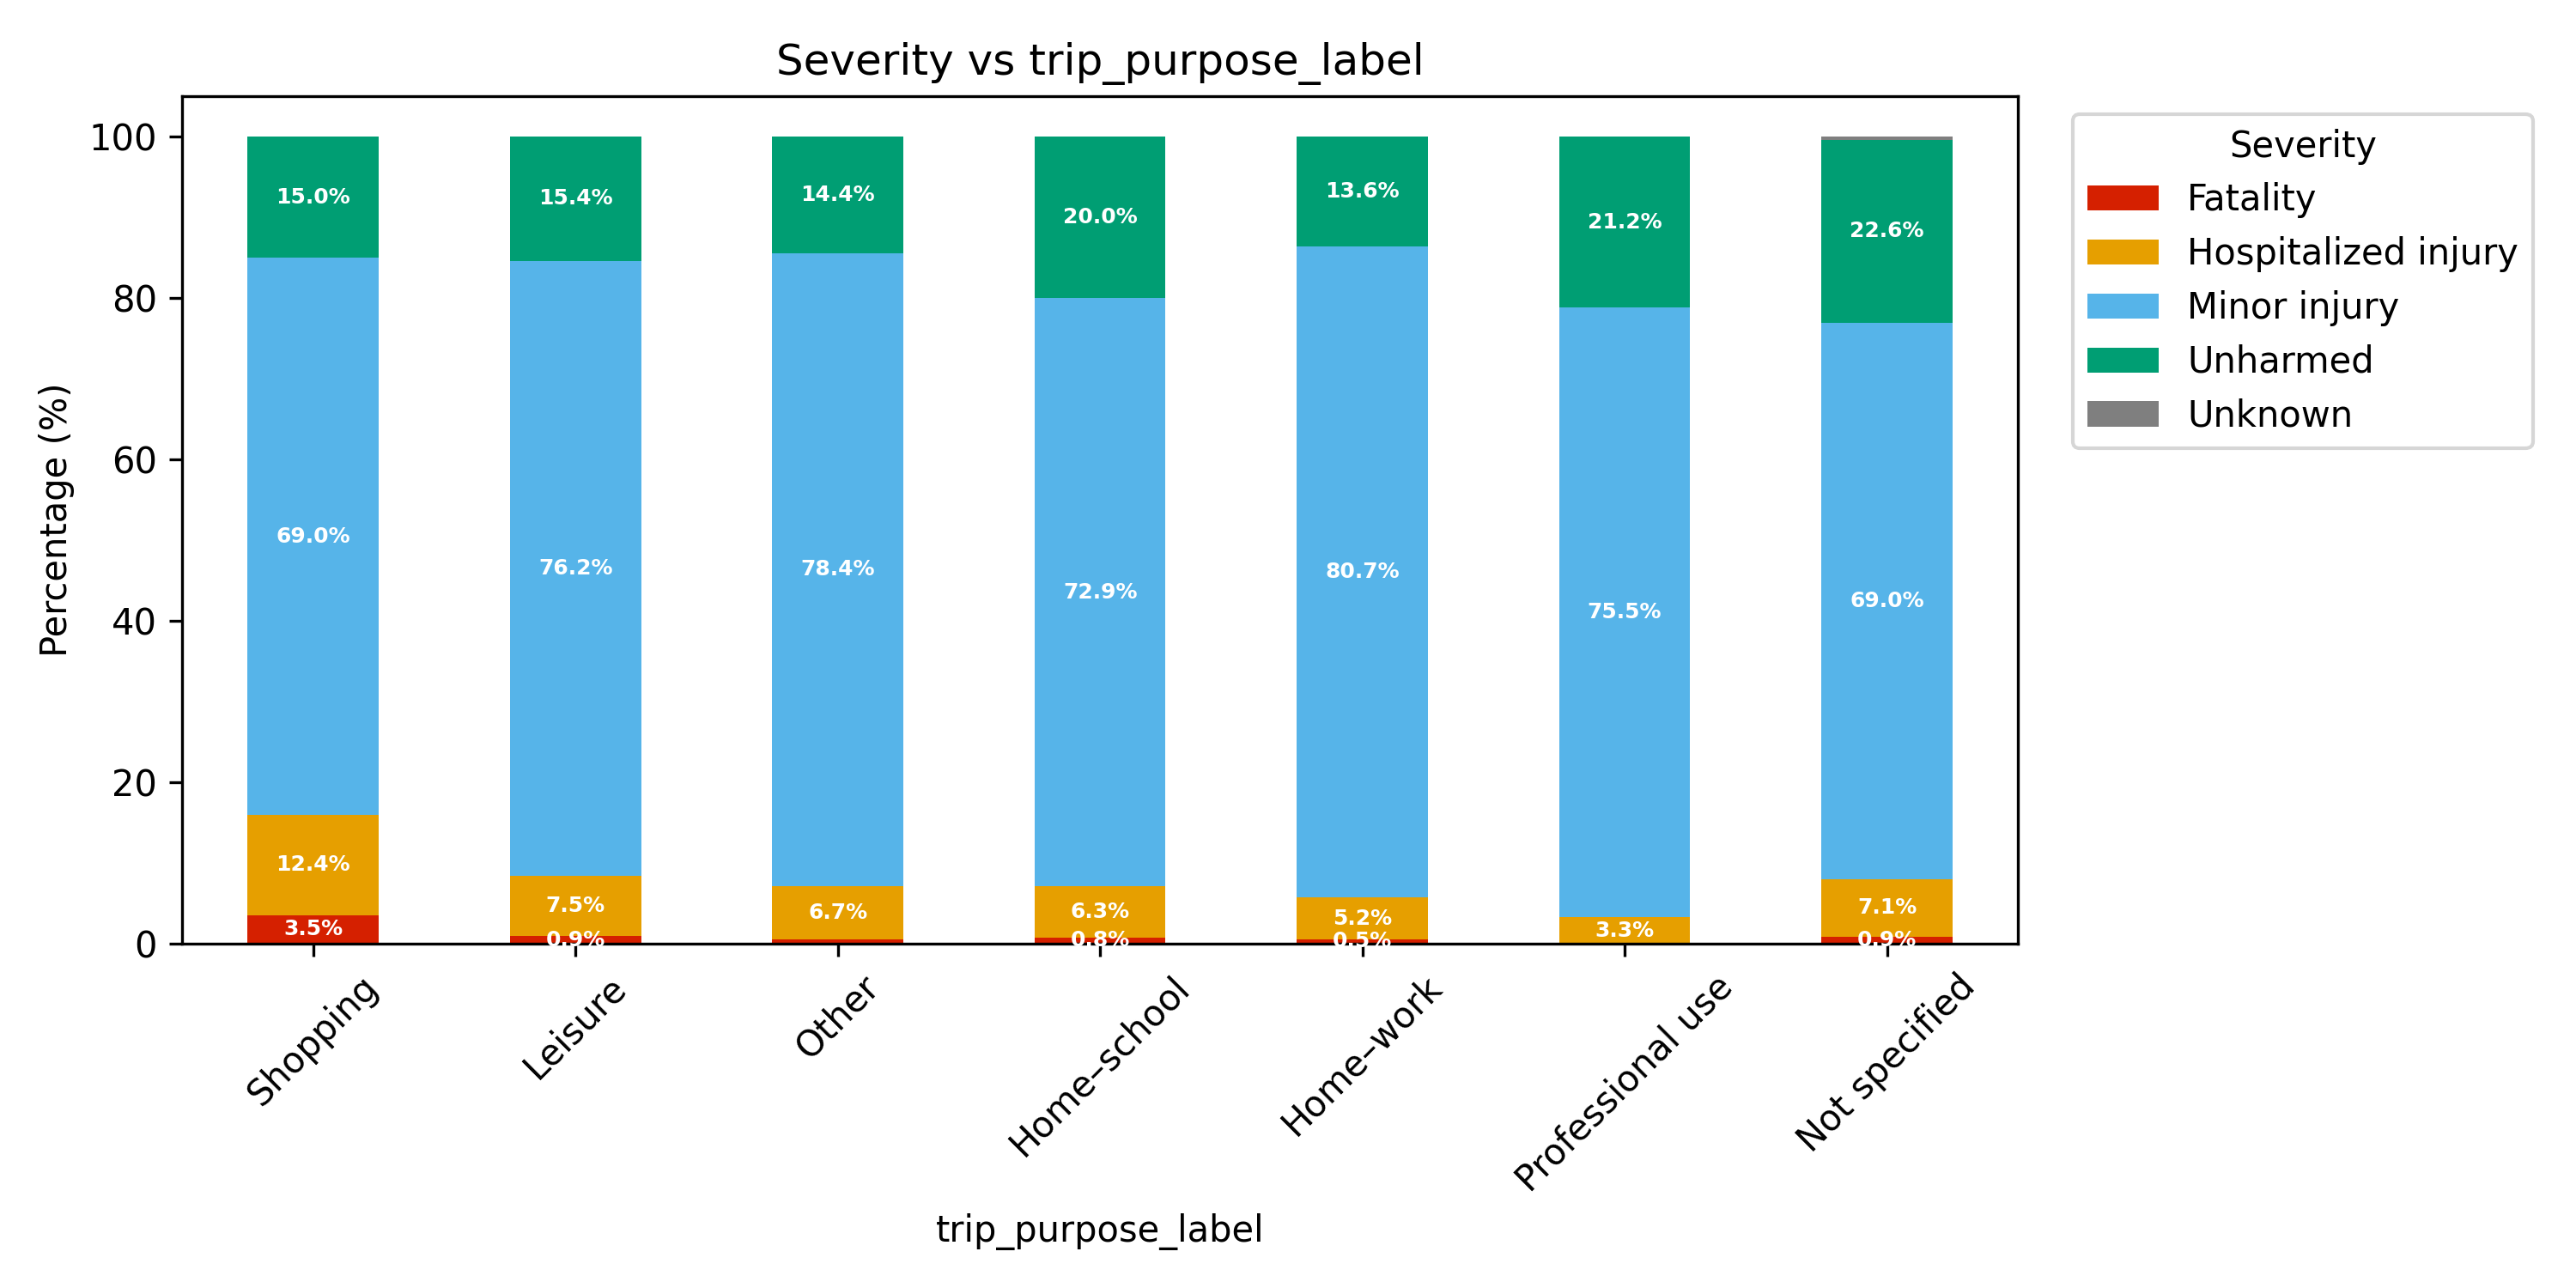 Severity vs trip_purpose_label
Percentage (%)
100
80
60
40
20
0
15.0%
69.0%
12.4%
3.5%
15.4%
76.2%
7.5%
0.9%
14.4%
78.4%
6.7%
20.0%
72.9%
6.3%
0.8%
13.6%
80.7%
5.2%
0.5%
21.2%
75.5%
3.3%
22.6%
69.0%
7.1%
0.9%
Shopping
Leisure
Other
Home–school
Home–work
Professional use
Not specified
trip_purpose_label
Severity
Fatality
Hospitalized injury
Minor injury
Unharmed
Unknown